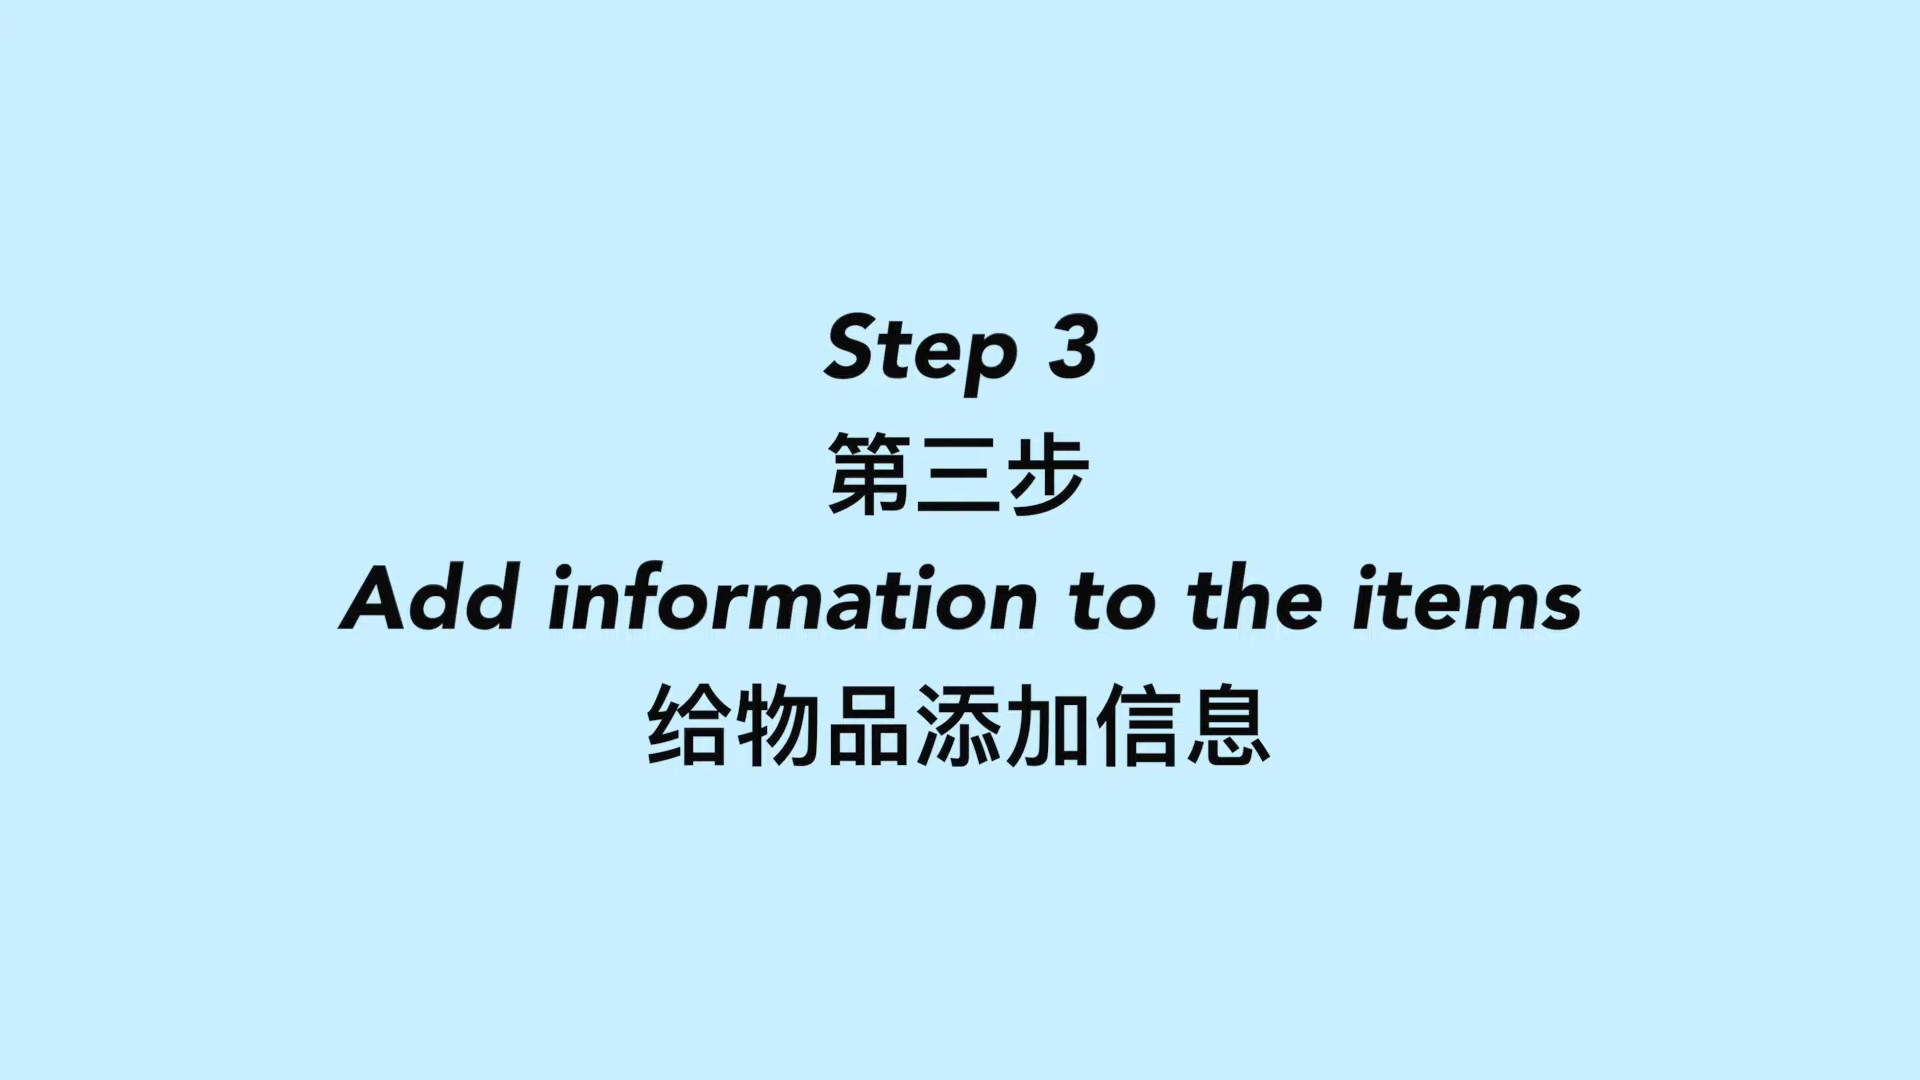 Step 3
第三步
Add information to the items
给物品添加信息